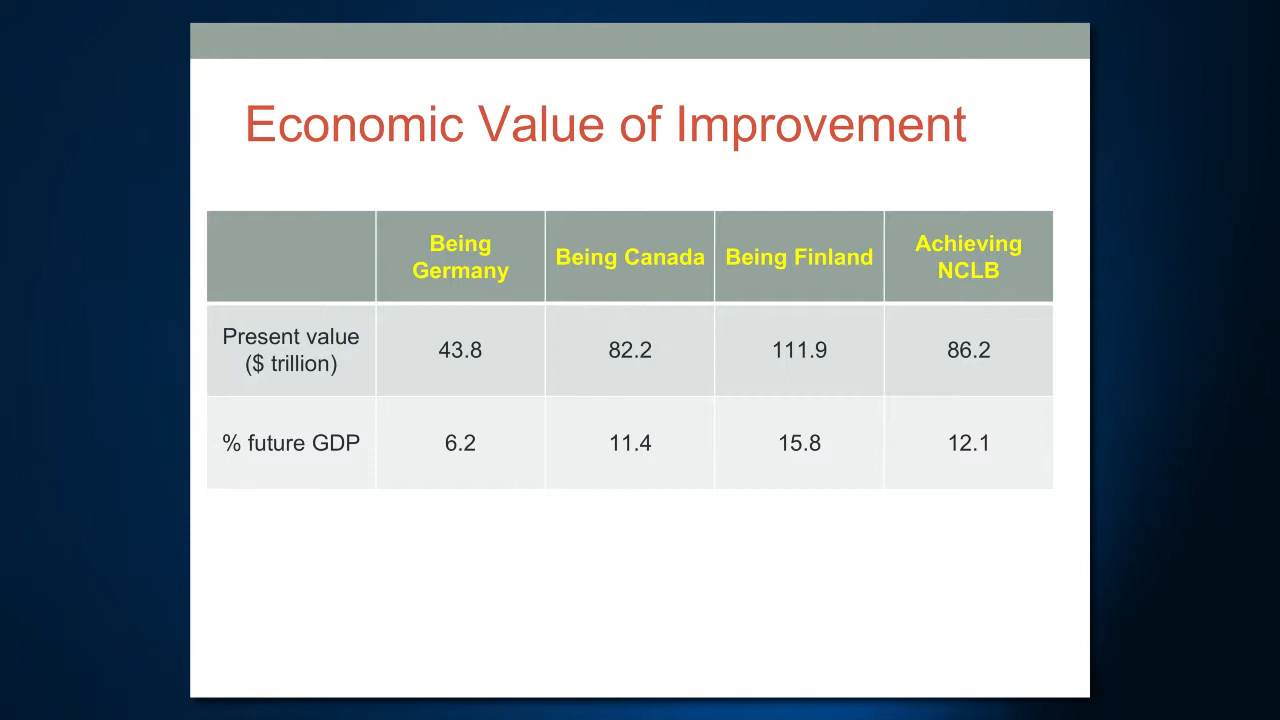 Economic Value of Improvement
Being
Germany
Being Canada
Being Finland
Achieving
NCLB
Present value
($ trillion)
43.8
82.2
111.9
86.2
% future GDP
6.2
11.4
15.8
12.1